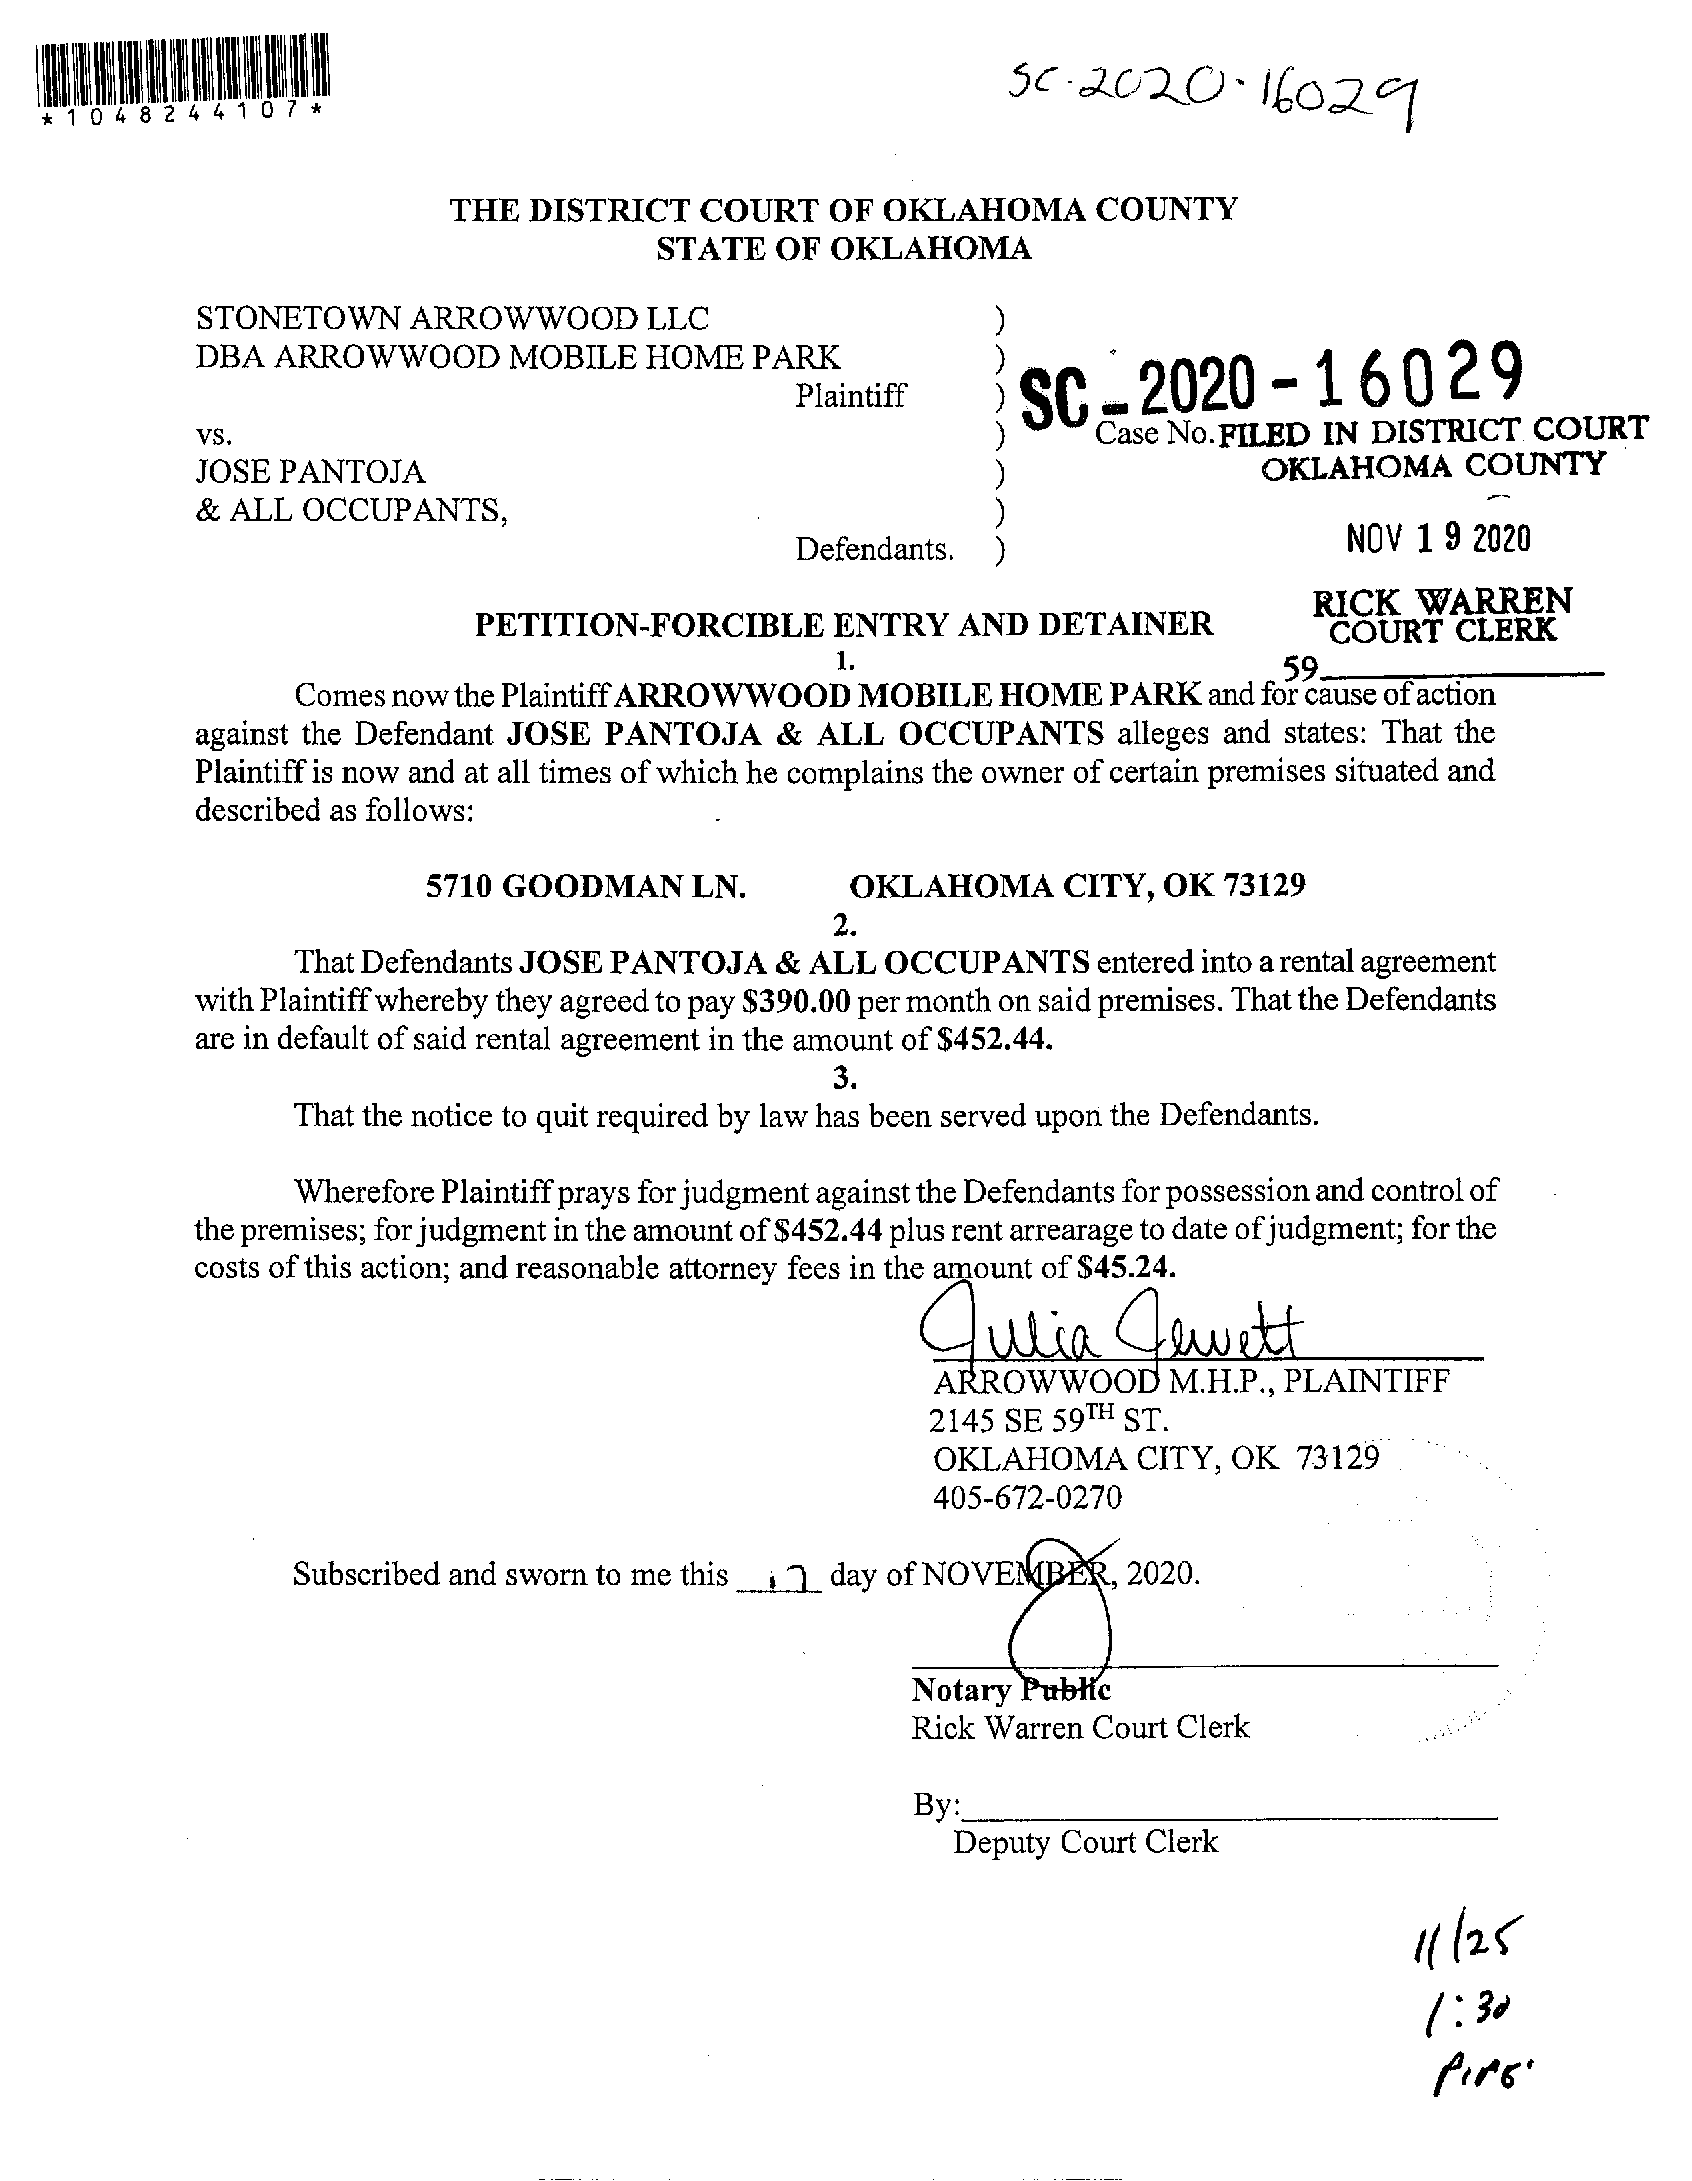 *1048244107*
SC-2020-16029
THE DISTRICT COURT OF OKLAHOMA COUNTY
STATE OF OKLAHOMA
STONETOWN ARROWWOOD LLC )
DBA ARROWWOOD MOBILE HOME PARK )
Plaintiff ) SC-2020-16029
vs. ) Case No. FILED IN DISTRICT COURT
JOSE PANTOJA ) OKLAHOMA COUNTY
& ALL OCCUPANTS, )
Defendants. ) NOV 19 2020
RICK WARREN
PETITION-FORCIBLE ENTRY AND DETAINER COURT CLERK
1.
59
Comes now the Plaintiff ARROWWOOD MOBILE HOME PARK and for cause of action
against the Defendant JOSE PANTOJA & ALL OCCUPANTS alleges and states: That the
Plaintiff is now and at all times of which he complains the owner of certain premises situated and
described as follows:
5710 GOODMAN LN. OKLAHOMA CITY, OK 73129
2.
That Defendants JOSE PANTOJA & ALL OCCUPANTS entered into a rental agreement
with Plaintiff whereby they agreed to pay $390.00 per month on said premises. That the Defendants
are in default of said rental agreement in the amount of $452.44.
3.
That the notice to quit required by law has been served upon the Defendants.
Wherefore Plaintiff prays for judgment against the Defendants for possession and control of
the premises; for judgment in the amount of $452.44 plus rent arrearage to date of judgment; for the
costs of this action; and reasonable attorney fees in the amount of $45.24.
Julia Jewett
ARROWWOOD M.H.P., PLAINTIFF
2145 SE 59TH ST.
OKLAHOMA CITY, OK 73129
405-672-0270
Subscribed and sworn to me this 17 day of NOVEMBER, 2020.
Notary Public
Rick Warren Court Clerk
By:
Deputy Court Clerk
11/25
1:30